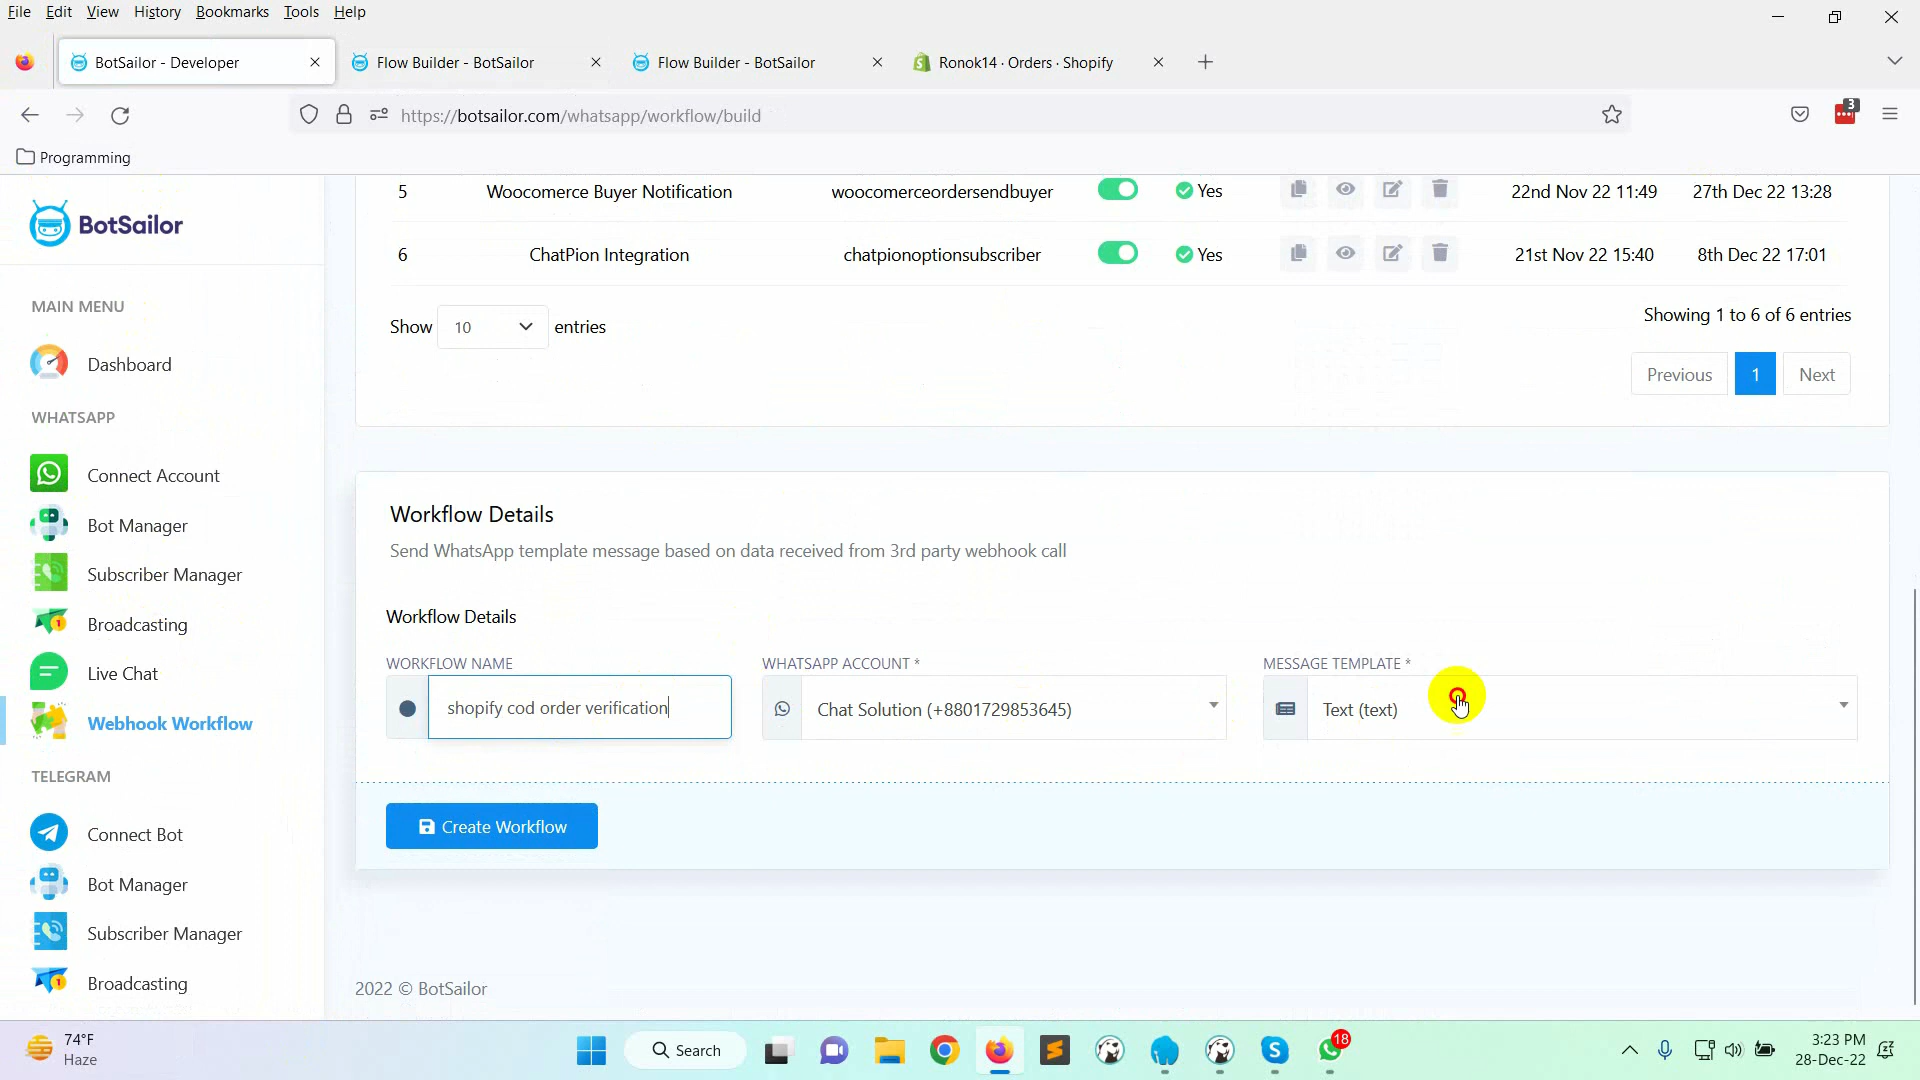 File Edit View History Bookmarks Tools Help
BotSailor - Developer
Flow Builder - BotSailor
Flow Builder - BotSailor
Ronok14 · Orders · Shopify
https://botsailor.com/whatsapp/workflow/build
3
Programming
BotSailor
MAIN MENU
Dashboard
WHATSAPP
Connect Account
Bot Manager
Subscriber Manager
Broadcasting
Live Chat
Webhook Workflow
TELEGRAM
Connect Bot
Bot Manager
Subscriber Manager
Broadcasting
5 Woocomerce Buyer Notification woocomerceordersendbuyer Yes 22nd Nov 22 11:49 27th Dec 22 13:28
6 ChatPion Integration chatpionoptionsubscriber Yes 21st Nov 22 15:40 8th Dec 22 17:01
Show 10 entries
Showing 1 to 6 of 6 entries
Previous 1 Next
Workflow Details
Send WhatsApp template message based on data received from 3rd party webhook call
Workflow Details
WORKFLOW NAME
shopify cod order verification
WHATSAPP ACCOUNT *
Chat Solution (+8801729853645)
MESSAGE TEMPLATE *
Text (text)
Create Workflow
2022 © BotSailor
74°F
Haze
Search
18
3:23 PM
28-Dec-22